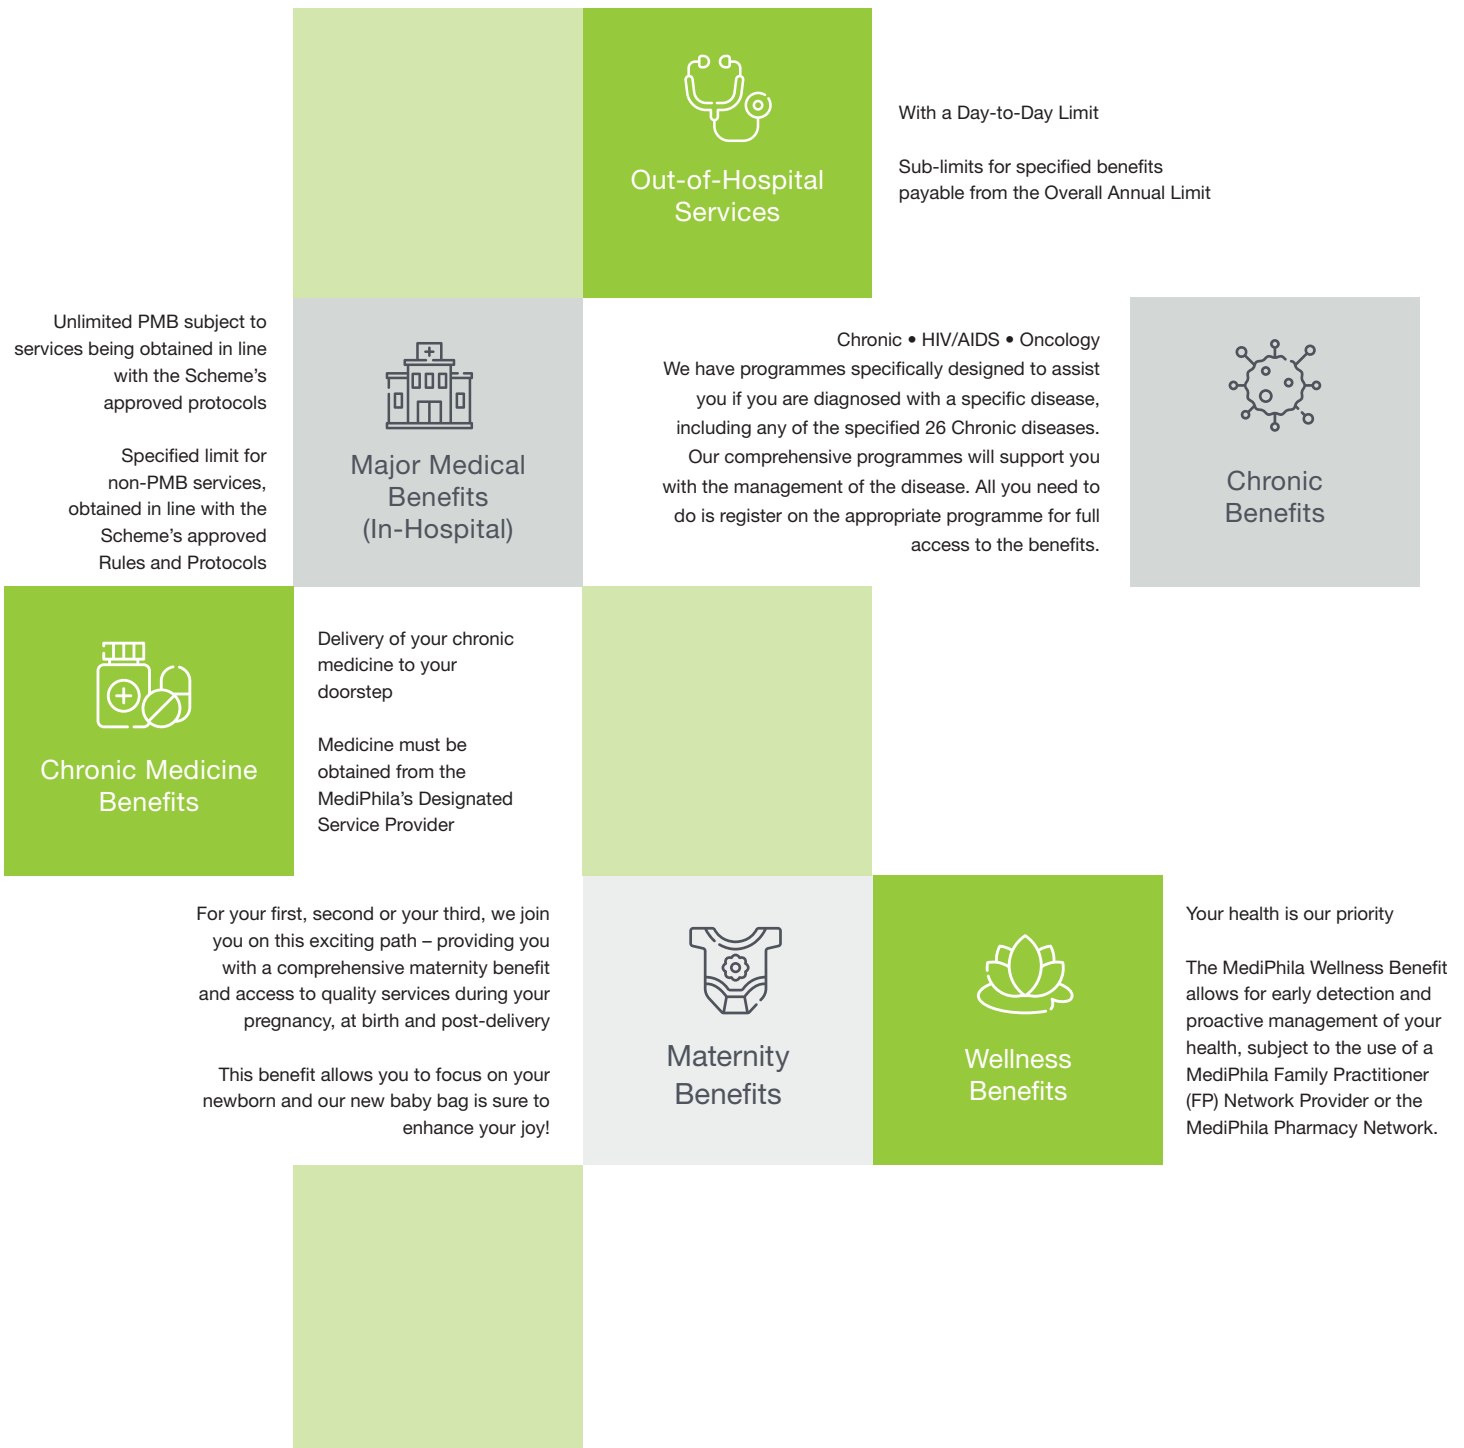 Out-of-Hospital
Services
With a Day-to-Day Limit
Sub-limits for specified benefits
payable from the Overall Annual Limit
Unlimited PMB subject to
services being obtained in line
with the Scheme’s
approved protocols
Specified limit for
non-PMB services,
obtained in line with the
Scheme’s approved
Rules and Protocols
Major Medical
Benefits
(In-Hospital)
Chronic • HIV/AIDS • Oncology
We have programmes specifically designed to assist
you if you are diagnosed with a specific disease,
including any of the specified 26 Chronic diseases.
Our comprehensive programmes will support you
with the management of the disease. All you need to
do is register on the appropriate programme for full
access to the benefits.
Chronic
Benefits
Chronic Medicine
Benefits
Delivery of your chronic
medicine to your
doorstep
Medicine must be
obtained from the
MediPhila’s Designated
Service Provider
For your first, second or your third, we join
you on this exciting path – providing you
with a comprehensive maternity benefit
and access to quality services during your
pregnancy, at birth and post-delivery
This benefit allows you to focus on your
newborn and our new baby bag is sure to
enhance your joy!
Maternity
Benefits
Wellness
Benefits
Your health is our priority
The MediPhila Wellness Benefit
allows for early detection and
proactive management of your
health, subject to the use of a
MediPhila Family Practitioner
(FP) Network Provider or the
MediPhila Pharmacy Network.